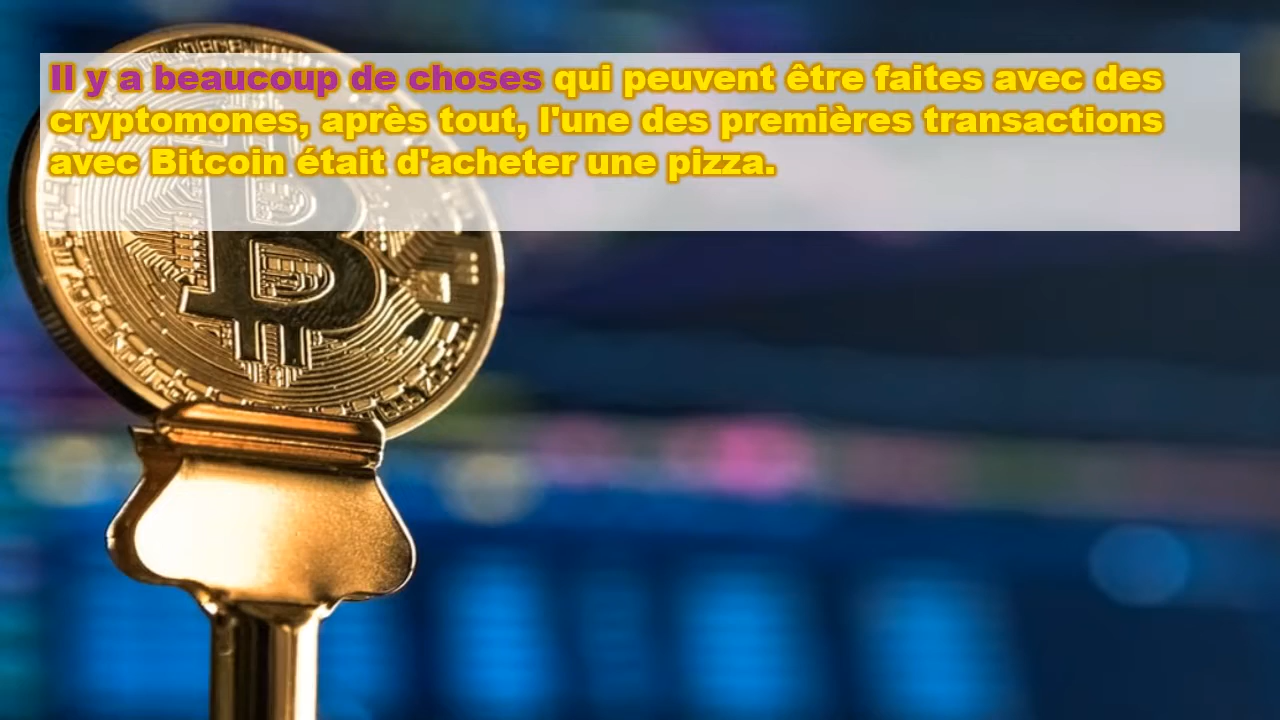 Il y a beaucoup de choses qui peuvent être faites avec des
cryptomones, après tout, l'une des premières transactions
avec Bitcoin était d'acheter une pizza.